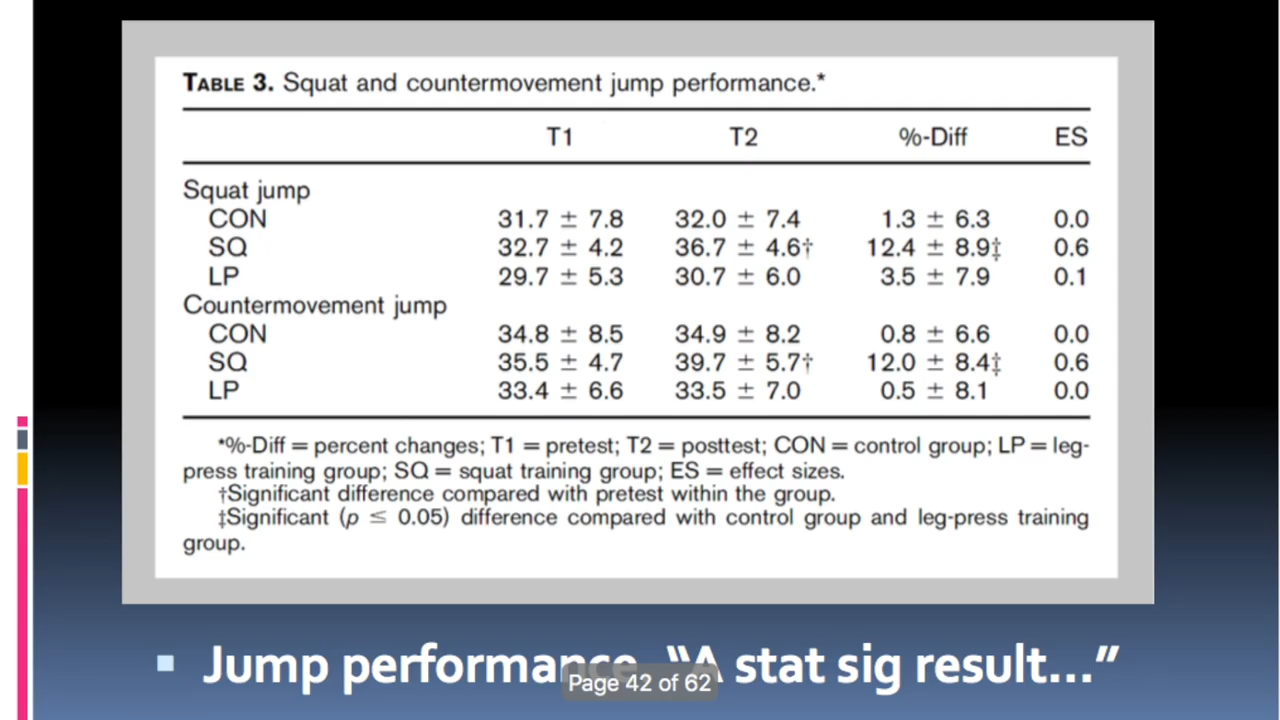 TABLE 3. Squat and countermovement jump performance.*
T1 T2 %-Diff ES
Squat jump
CON 31.7 ± 7.8 32.0 ± 7.4 1.3 ± 6.3 0.0
SQ 32.7 ± 4.2 36.7 ± 4.6† 12.4 ± 8.9‡ 0.6
LP 29.7 ± 5.3 30.7 ± 6.0 3.5 ± 7.9 0.1
Countermovement jump
CON 34.8 ± 8.5 34.9 ± 8.2 0.8 ± 6.6 0.0
SQ 35.5 ± 4.7 39.7 ± 5.7† 12.0 ± 8.4‡ 0.6
LP 33.4 ± 6.6 33.5 ± 7.0 0.5 ± 8.1 0.0
*%-Diff = percent changes; T1 = pretest; T2 = posttest; CON = control group; LP = leg-
press training group; SQ = squat training group; ES = effect sizes.
†Significant difference compared with pretest within the group.
‡Significant (p ≤ 0.05) difference compared with control group and leg-press training
group.
Jump performance “A stat sig result...”
Page 42 of 62